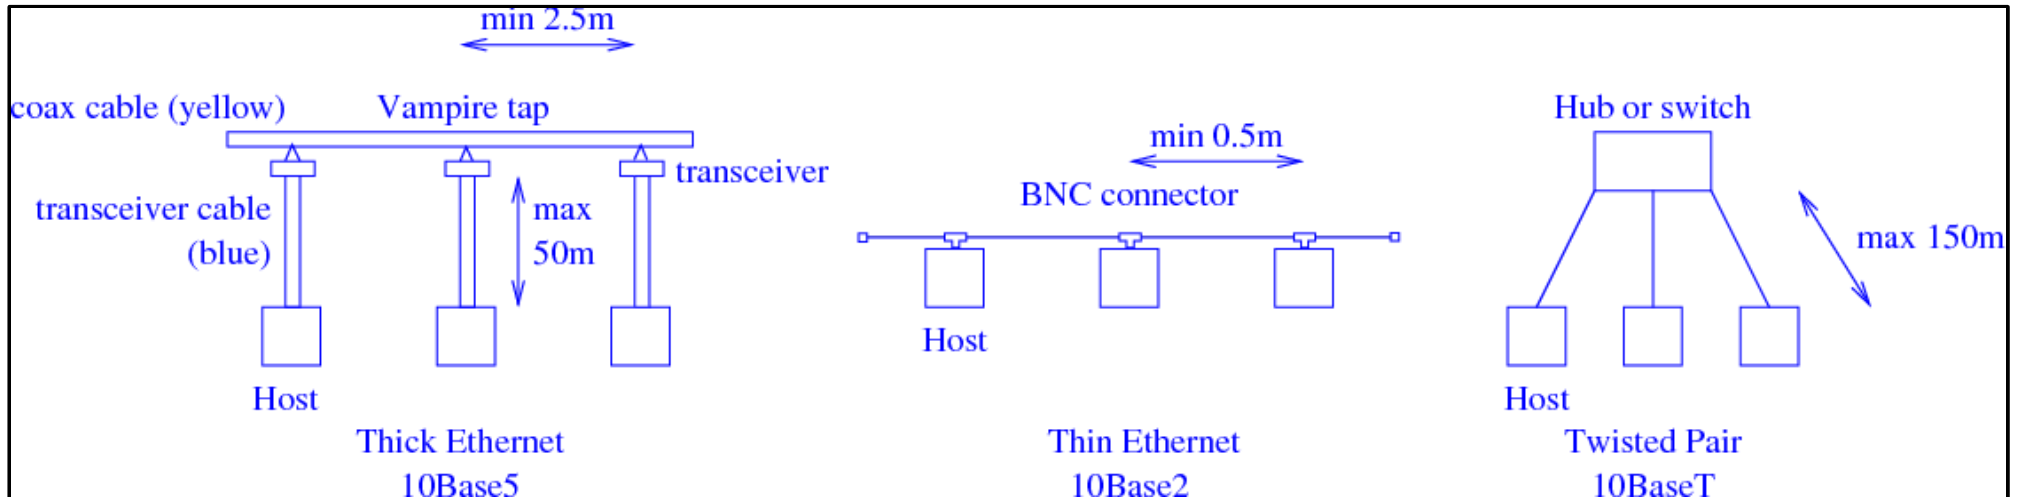 min 2.5m
coax cable (yellow)
Vampire tap
transceiver
transceiver cable
(blue)
max
50m
Host
Thick Ethernet
10Base5
min 0.5m
BNC connector
Host
Thin Ethernet
10Base2
Hub or switch
max 150m
Host
Twisted Pair
10BaseT